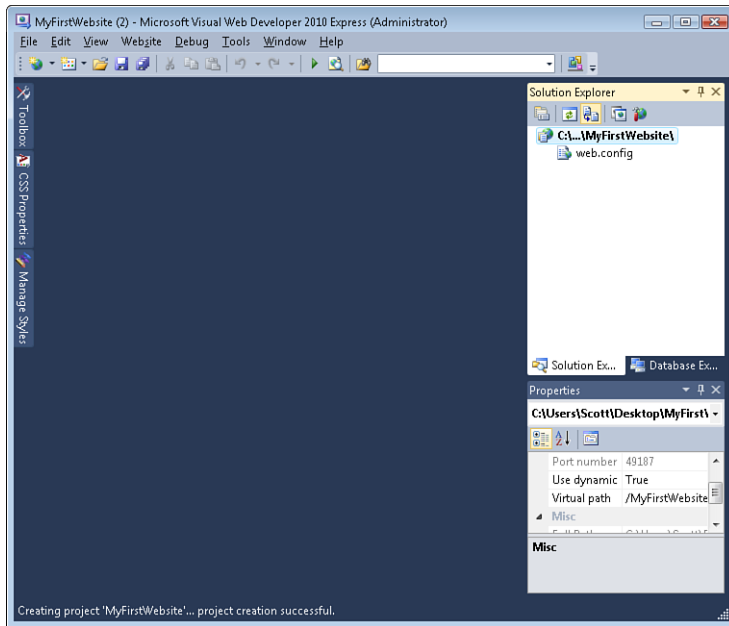 MyFirstWebsite (2) - Microsoft Visual Web Developer 2010 Express (Administrator)
File Edit View Website Debug Tools Window Help
Toolbox
CSS Properties
Manage Styles
Solution Explorer
C:\...\MyFirstWebsite\
web.config
Solution Ex... Database Ex...
Properties
C:\Users\Scott\Desktop\MyFirst\
Port number 49187
Use dynamic True
Virtual path /MyFirstWebsite
Misc
Misc
Creating project 'MyFirstWebsite'... project creation successful.